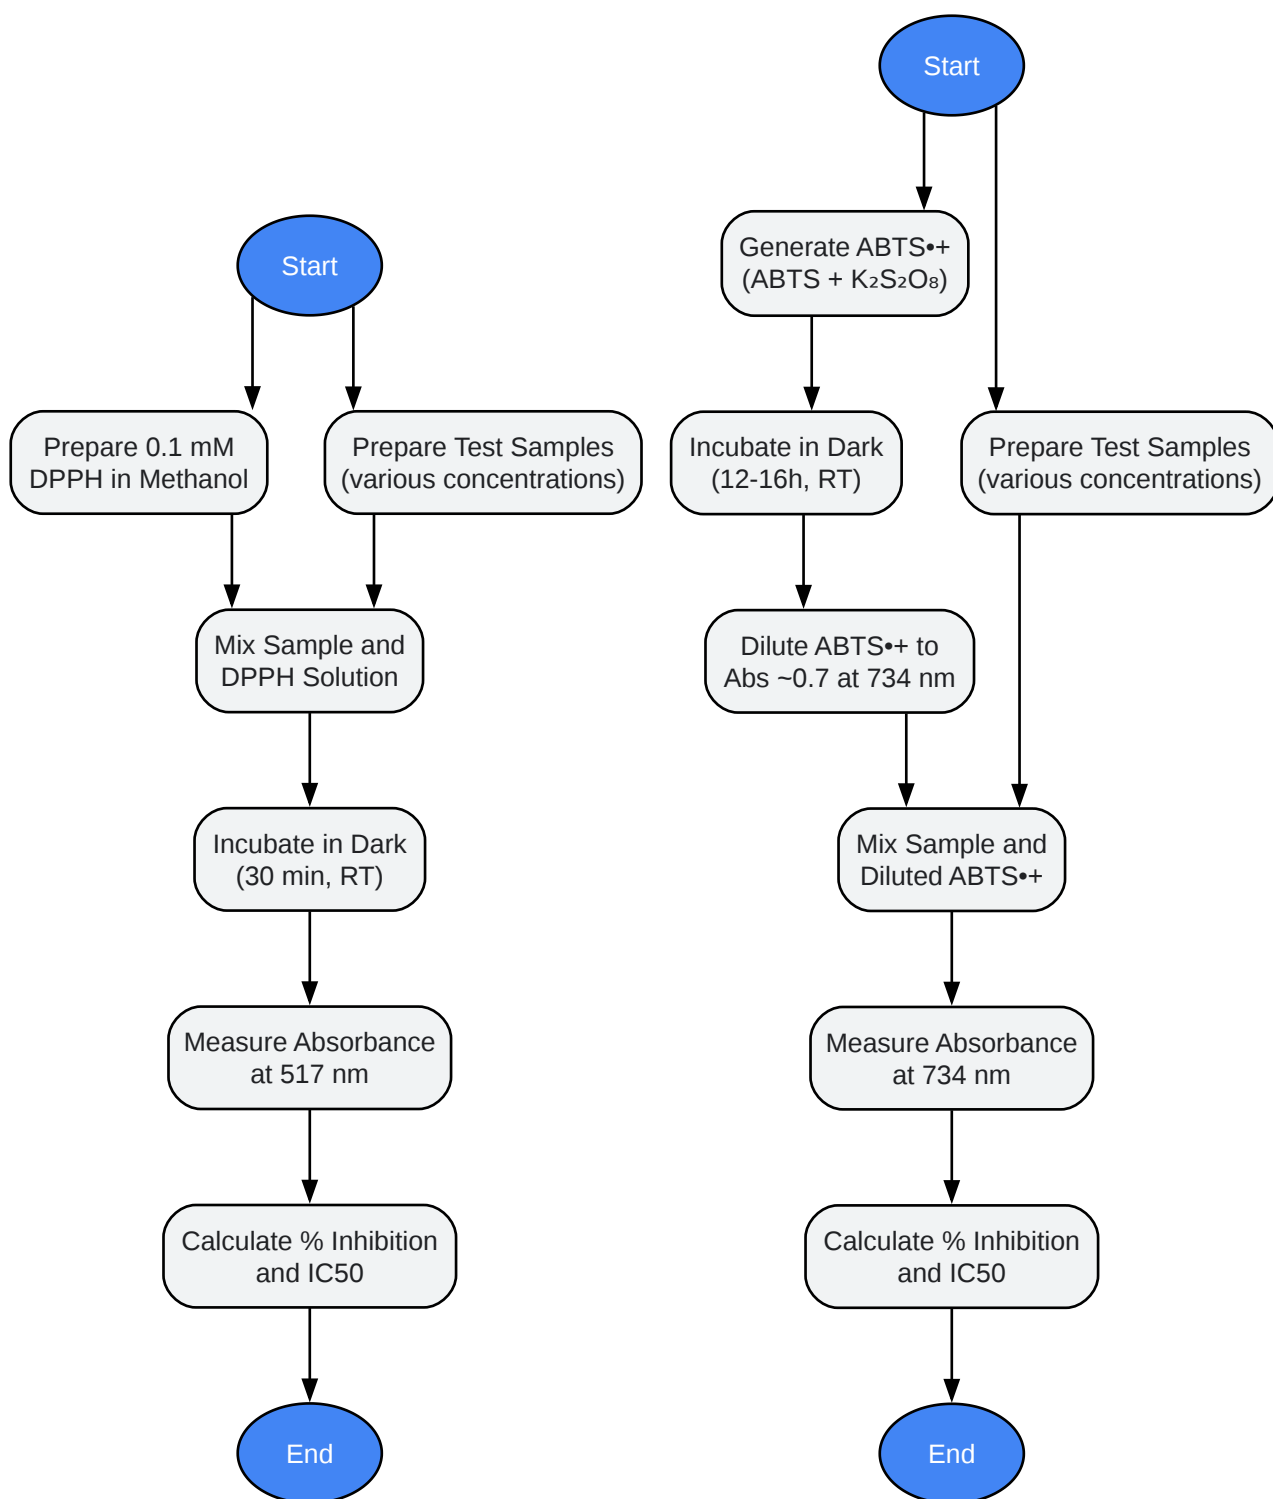 Start
Prepare 0.1 mM
DPPH in Methanol
Prepare Test Samples
(various concentrations)
Mix Sample and
DPPH Solution
Incubate in Dark
(30 min, RT)
Measure Absorbance
at 517 nm
Calculate % Inhibition
and IC50
End
Start
Generate ABTS•+
(ABTS + K₂S₂O₈)
Incubate in Dark
(12-16h, RT)
Prepare Test Samples
(various concentrations)
Dilute ABTS•+ to
Abs ~0.7 at 734 nm
Mix Sample and
Diluted ABTS•+
Measure Absorbance
at 734 nm
Calculate % Inhibition
and IC50
End